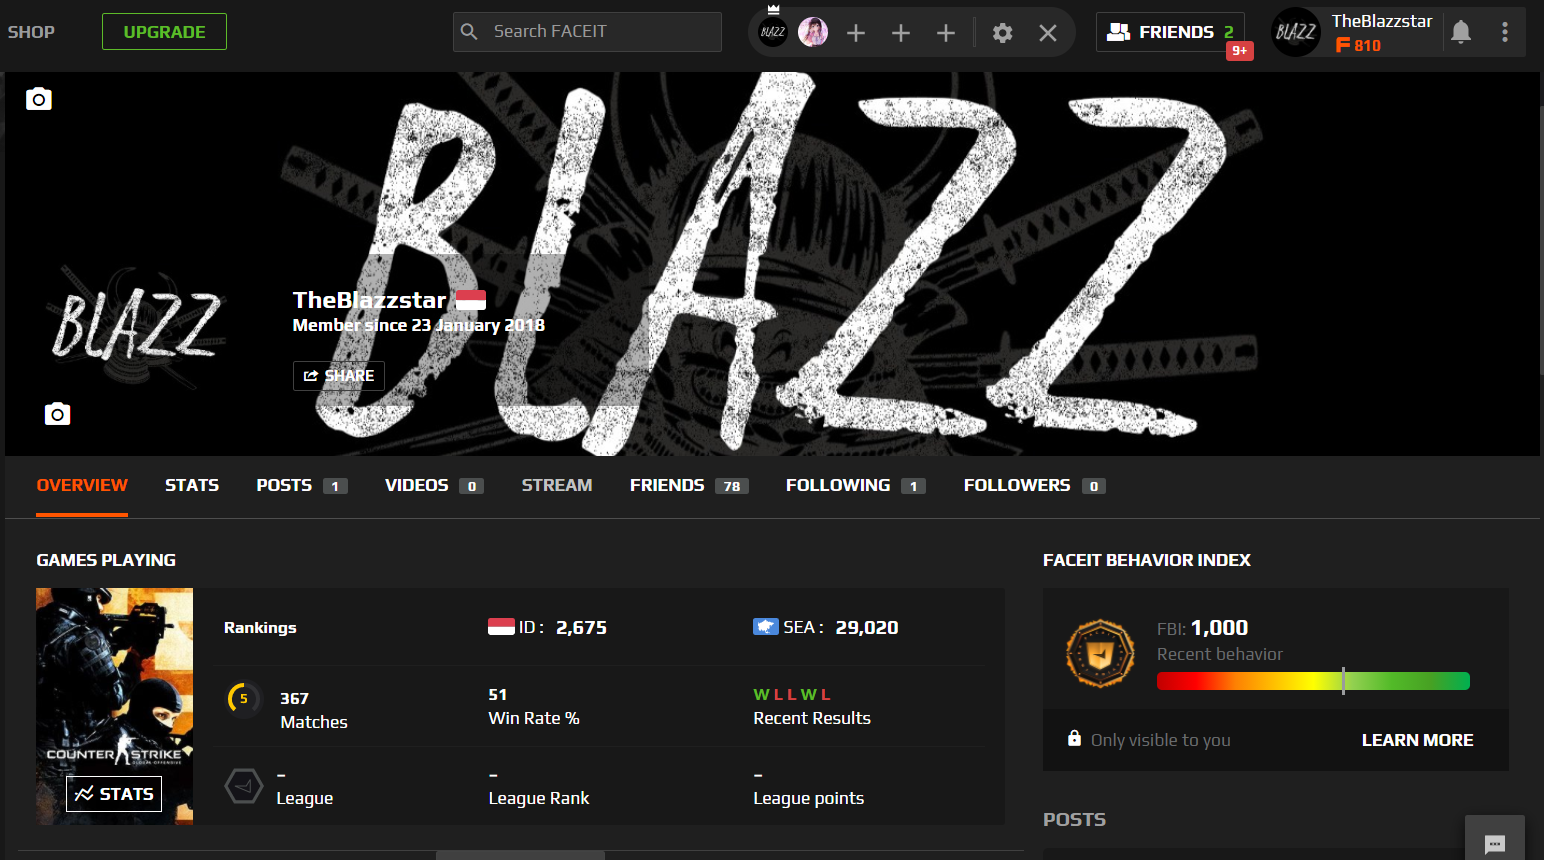 SHOP
UPGRADE
Search FACEIT
BLAZZ
FRIENDS 2
9+
BLAZZ
TheBlazzstar
810
BLAZZ
BLAZZ
TheBlazzstar
Member since 23 January 2018
SHARE
OVERVIEW
STATS
POSTS 1
VIDEOS 0
STREAM
FRIENDS 78
FOLLOWING 1
FOLLOWERS 0
GAMES PLAYING
FACEIT BEHAVIOR INDEX
Rankings
ID : 2,675
SEA : 29,020
5
367
Matches
51
Win Rate %
W L L W L
Recent Results
–
League
–
League Rank
–
League points
COUNTER STRIKE
GLOBAL OFFENSIVE
STATS
FBI: 1,000
Recent behavior
Only visible to you
LEARN MORE
POSTS